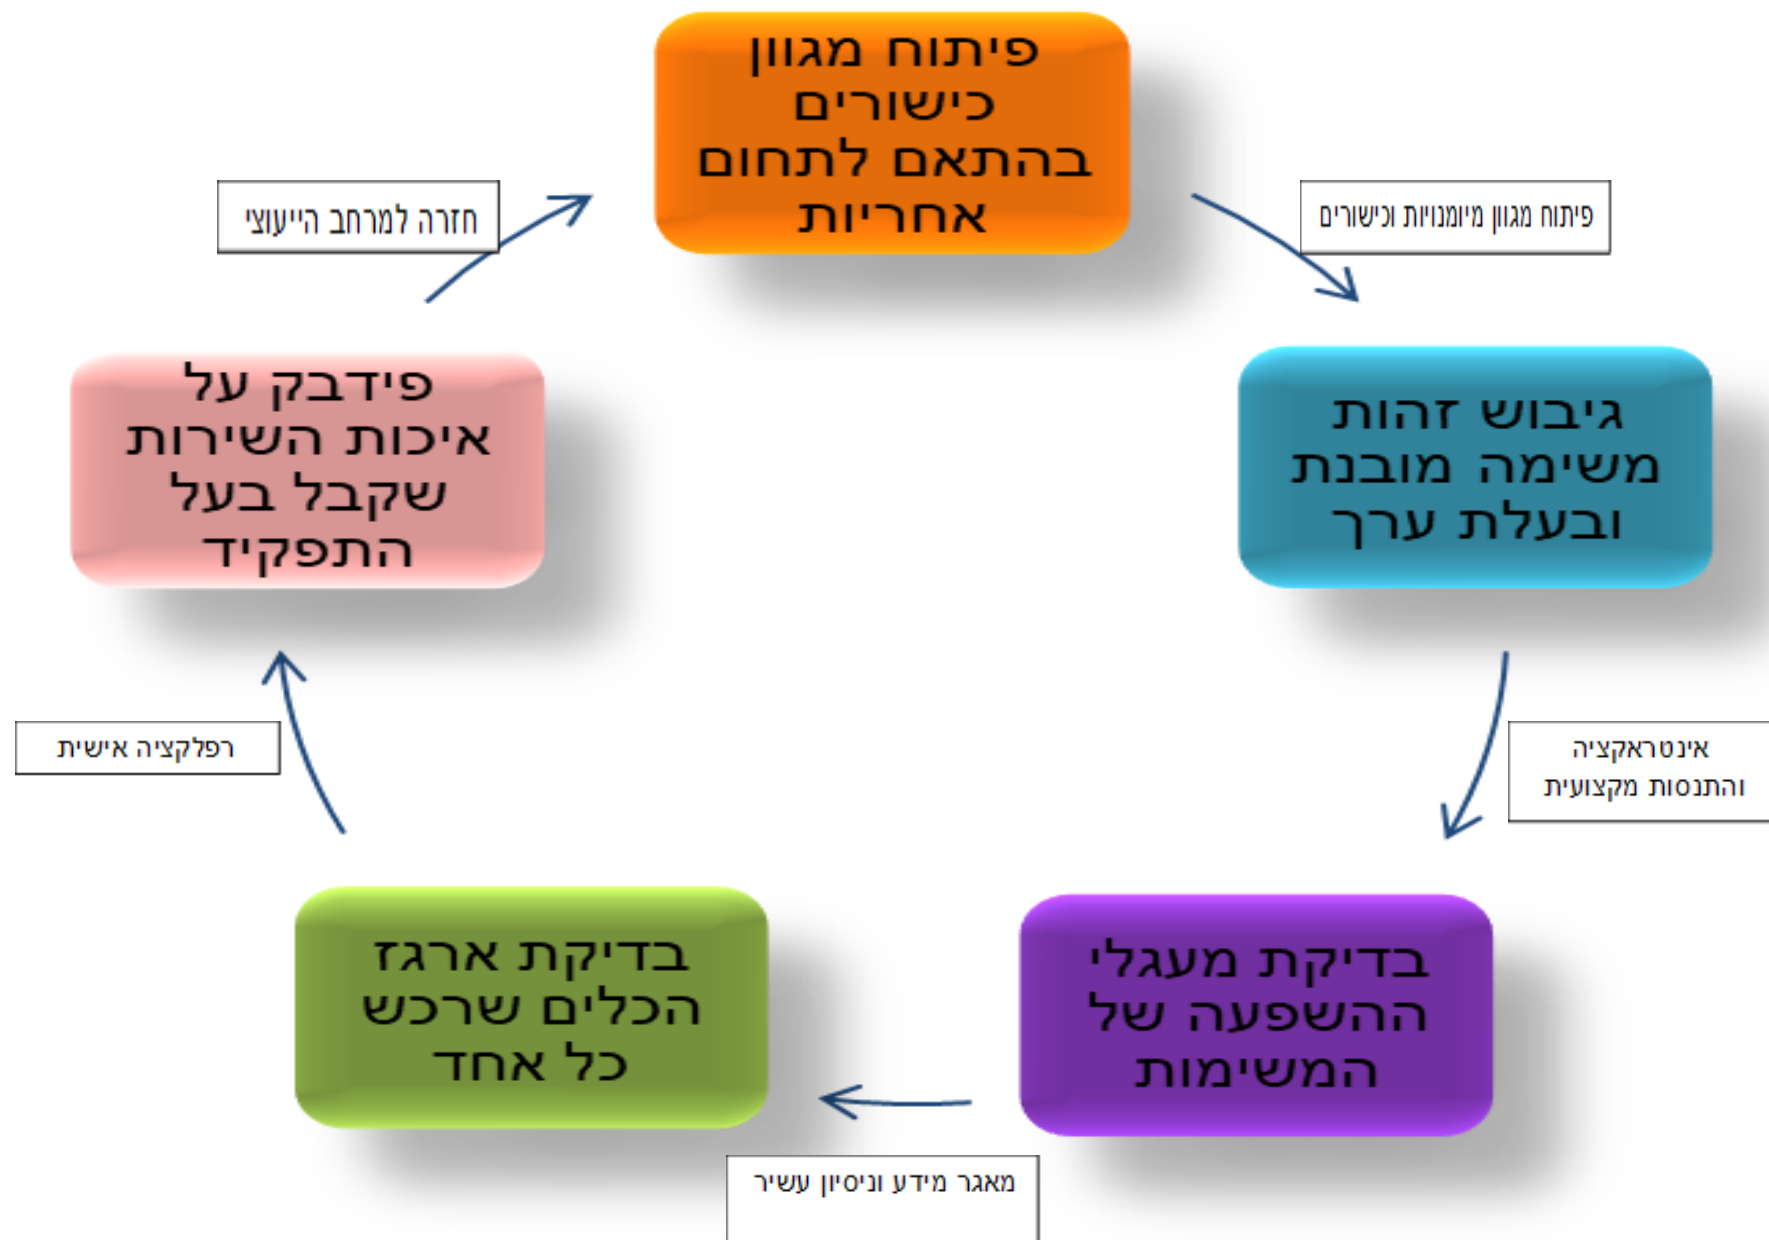 פיתוח מגוון
כישורים
בהתאם לתחום
אחריות
פיתוח מגוון מיומנויות וכישורים
גיבוש זהות
משימה מובנת
ובעלת ערך
אינטראקציה
והתנסות מקצועית
בדיקת מעגלי
ההשפעה של
המשימות
מאגר מידע וניסיון עשיר
בדיקת ארגז
הכלים שרכש
כל אחד
רפלקציה אישית
פידבק על
איכות השירות
שקבל בעל
התפקיד
חזרה למרחב הייעוצי